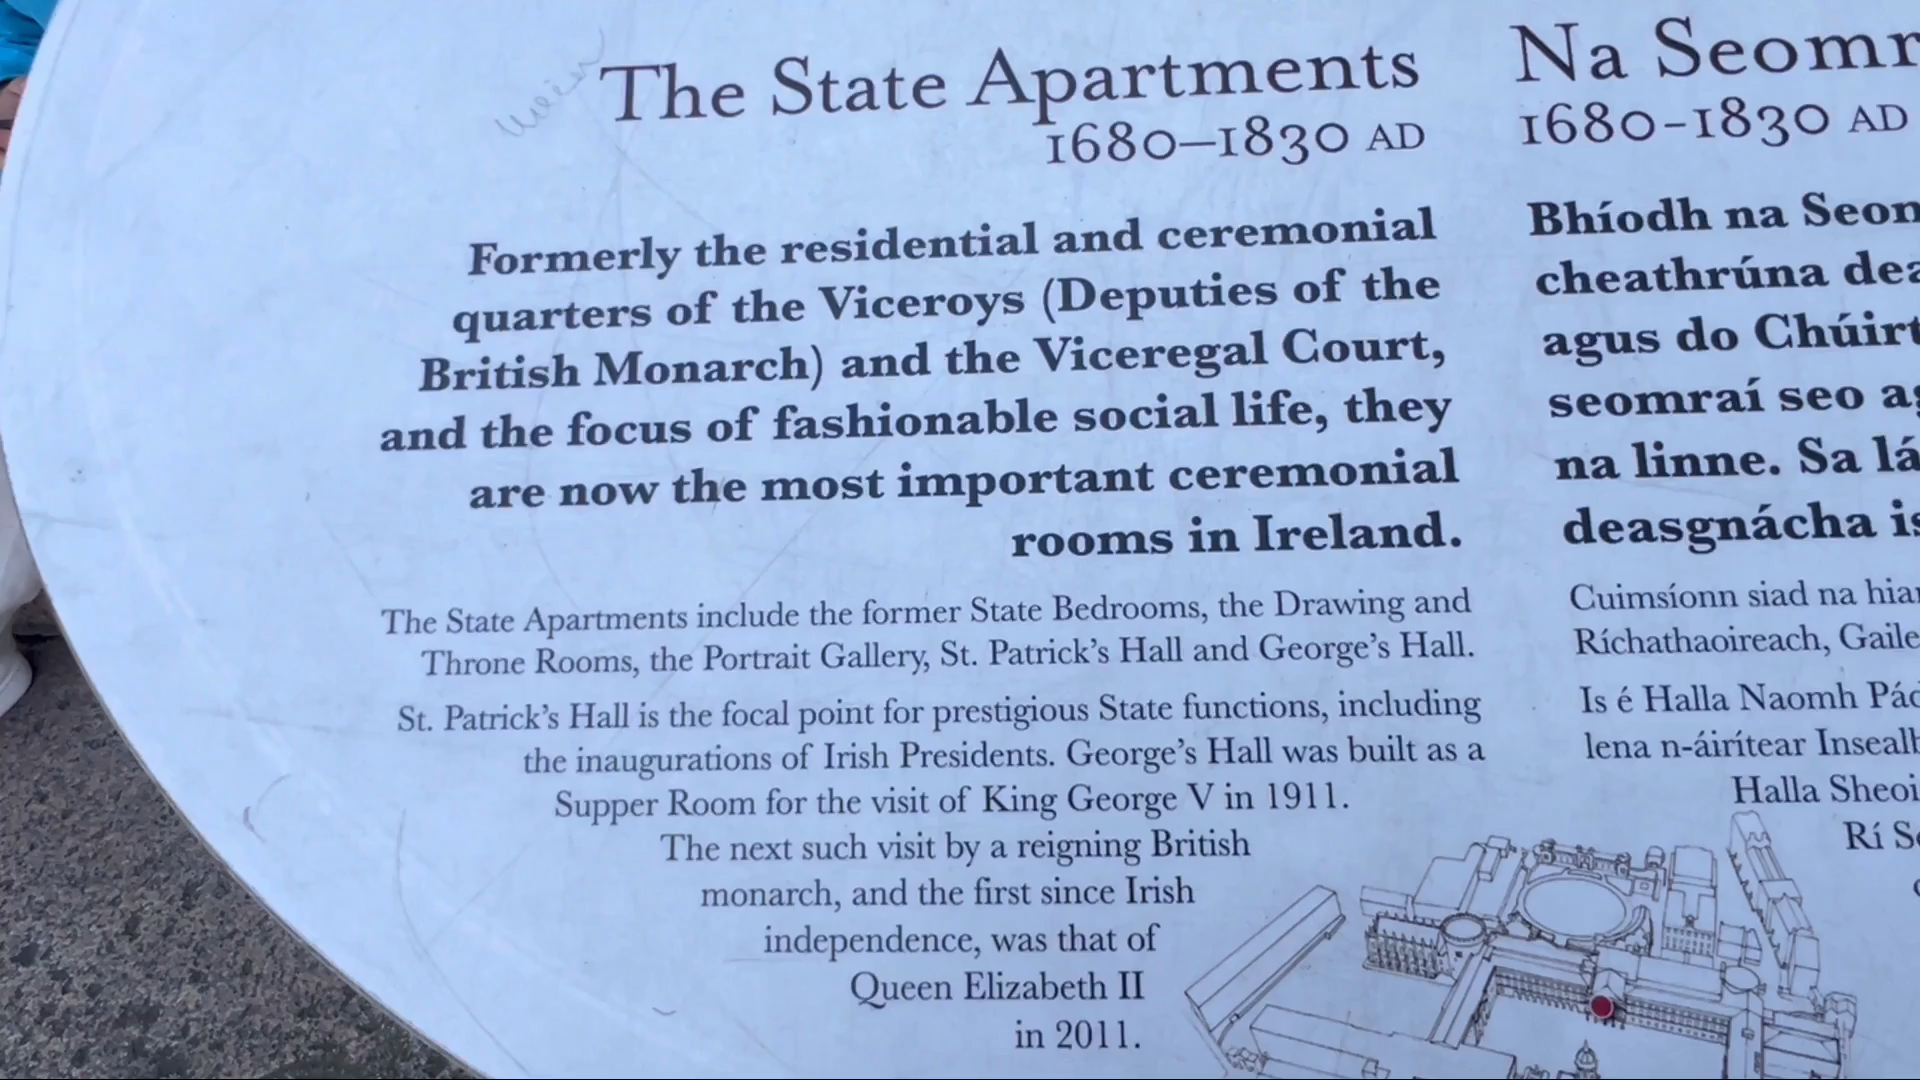 The State Apartments
1680–1830 AD
Formerly the residential and ceremonial
quarters of the Viceroys (Deputies of the
British Monarch) and the Viceregal Court,
and the focus of fashionable social life, they
are now the most important ceremonial
rooms in Ireland.
The State Apartments include the former State Bedrooms, the Drawing and
Throne Rooms, the Portrait Gallery, St. Patrick's Hall and George's Hall.
St. Patrick's Hall is the focal point for prestigious State functions, including
the inaugurations of Irish Presidents. George's Hall was built as a
Supper Room for the visit of King George V in 1911.
The next such visit by a reigning British
monarch, and the first since Irish
independence, was that of
Queen Elizabeth II
in 2011.
Na Seomr
1680-1830 AD
Bhíodh na Seom
cheathrúna dea
agus do Chúirt
seomraí seo ag
na linne. Sa lá
deasgnácha is
Cuimsíonn siad na hiar
Ríchathaoireach, Gaile
Is é Halla Naomh Pád
lena n-áirítear Insealb
Halla Sheoi
Rí Se